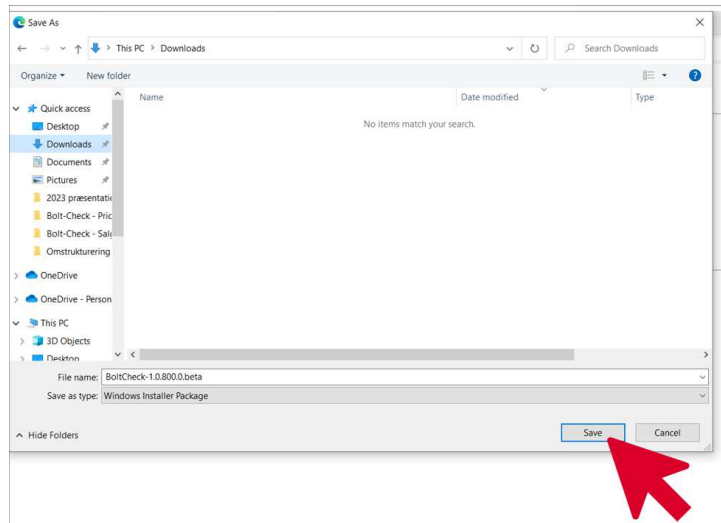 Save As
This PC > Downloads
Search Downloads
Organize New folder
Name Date modified Type
No items match your search.
Quick access
Desktop
Downloads
Documents
Pictures
2023 præsentati
Bolt-Check - Pric
Bolt-Check - Salg
Omstrukturering
OneDrive
OneDrive - Person
This PC
3D Objects
Desktop
File name: BoltCheck-1.0.800.0.beta
Save as type: Windows Installer Package
Hide Folders
Save Cancel